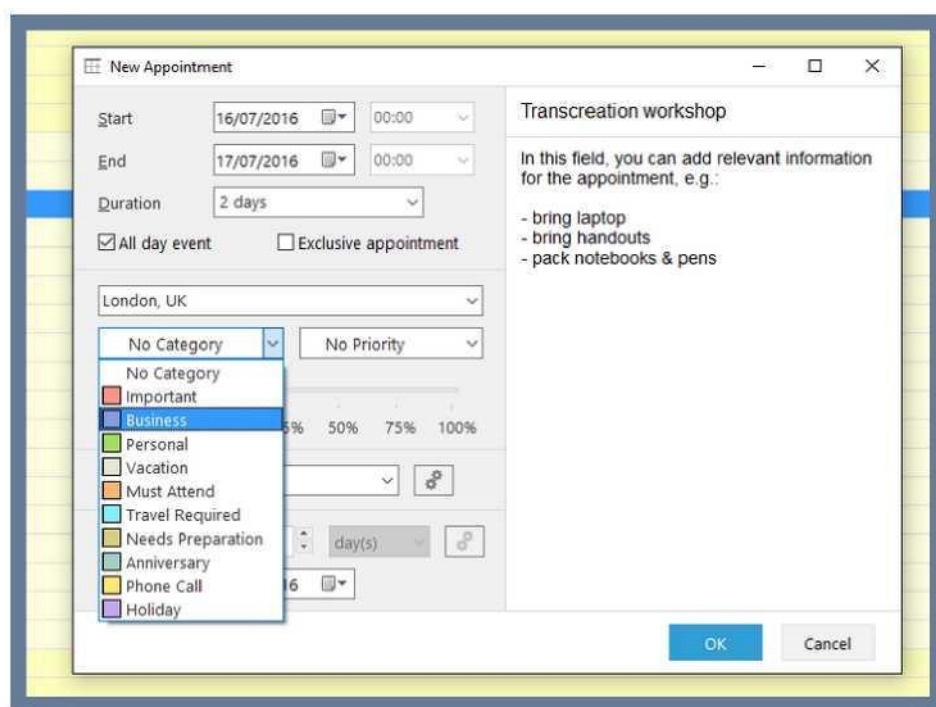 New Appointment
Start 16/07/2016 00:00
End 17/07/2016 00:00
Duration 2 days
All day event Exclusive appointment
London, UK
No Category No Priority
No Category
Important
Business
Personal
Vacation
Must Attend
Travel Required
Needs Preparation
Anniversary
Phone Call
Holiday
50% 75% 100%
day(s)
Transcreation workshop
In this field, you can add relevant information
for the appointment, e.g.:
- bring laptop
- bring handouts
- pack notebooks & pens
OK Cancel